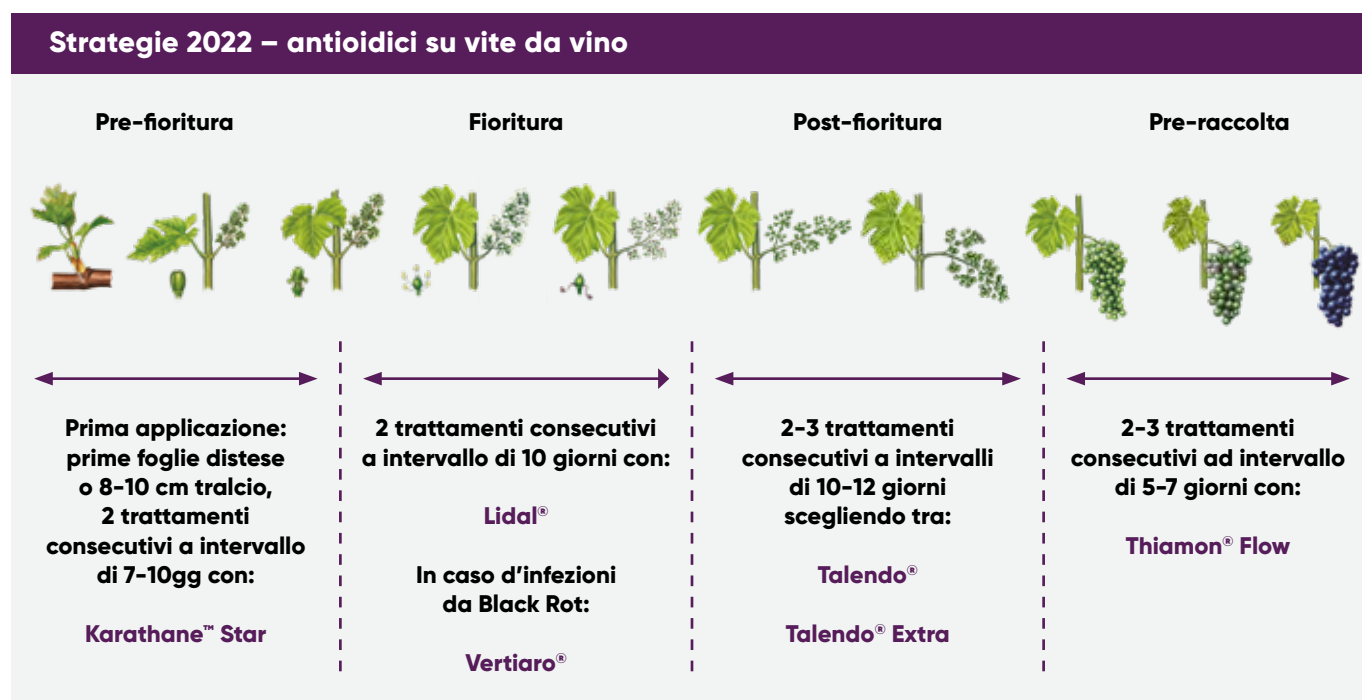 Strategie 2022 – antioidici su vite da vino
Pre-fioritura
Fioritura
Post-fioritura
Pre-raccolta
Prima applicazione:
prime foglie distese
o 8-10 cm tralcio,
2 trattamenti
consecutivi a intervallo
di 7-10gg con:
Karathane™ Star
2 trattamenti consecutivi
a intervallo di 10 giorni con:
Lidal®
In caso d’infezioni
da Black Rot:
Vertiaro®
2-3 trattamenti
consecutivi a intervalli
di 10-12 giorni
scegliendo tra:
Talendo®
Talendo® Extra
2-3 trattamenti
consecutivi ad intervallo
di 5-7 giorni con:
Thiamon® Flow